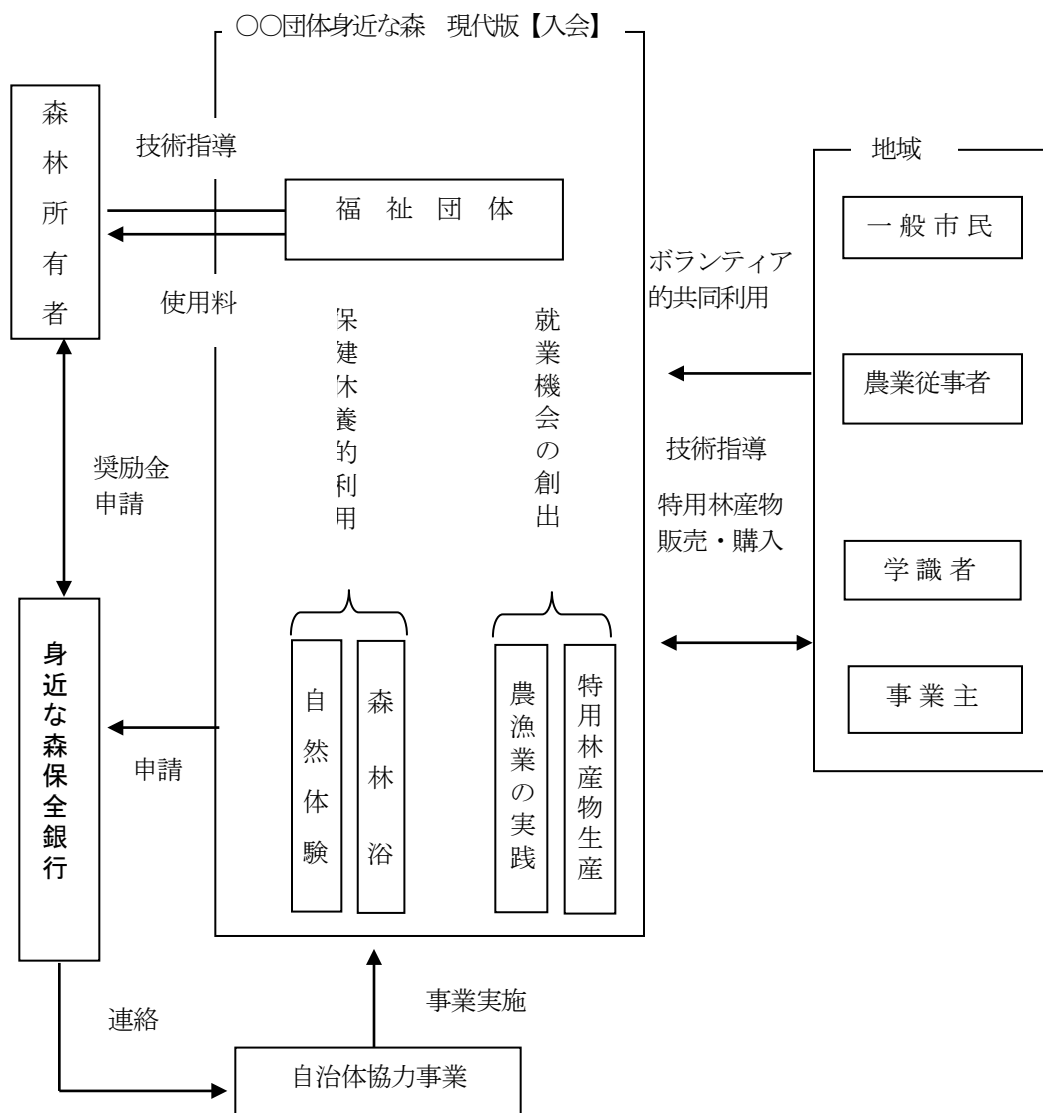 〇〇団体身近な森　現代版【入会】
森林所有者
技術指導
福祉団体
使用料
地域
一般市民
農業従事者
学識者
事業主
ボランティア
的共同利用
技術指導
特用林産物
販売・購入
保健休養的利用
就業機会の創出
奨励金
申請
自然体験
森林浴
農漁業の実践
特用林産物生産
身近な森保全銀行
申請
連絡
事業実施
自治体協力事業